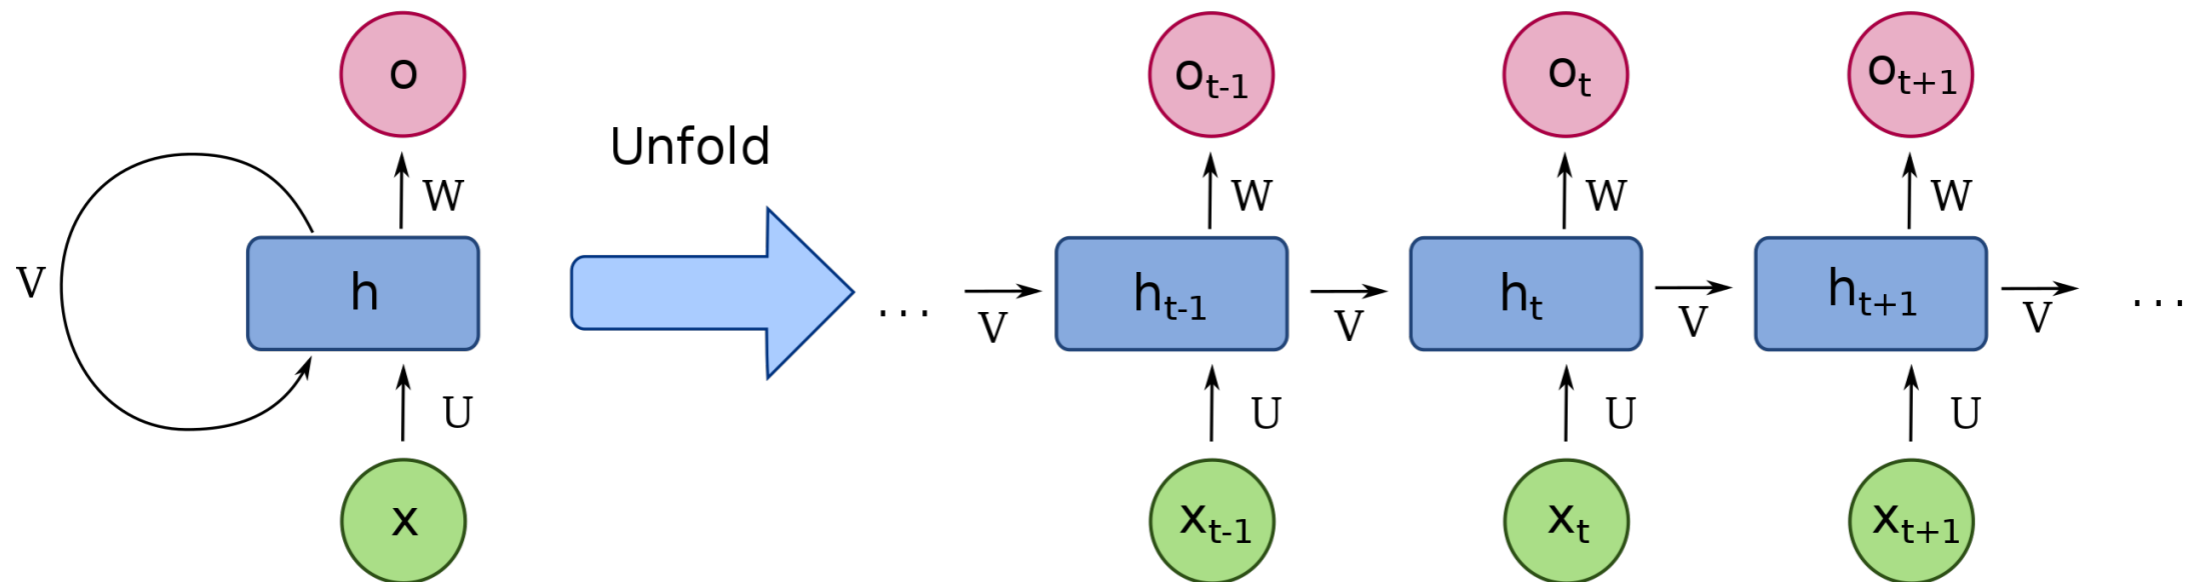 o
o_{t-1}
o_t
o_{t+1}
Unfold
W
W
W
W
V
h
...
V
h_{t-1}
V
h_t
V
h_{t+1}
V
...
U
U
U
U
x
x_{t-1}
x_t
x_{t+1}